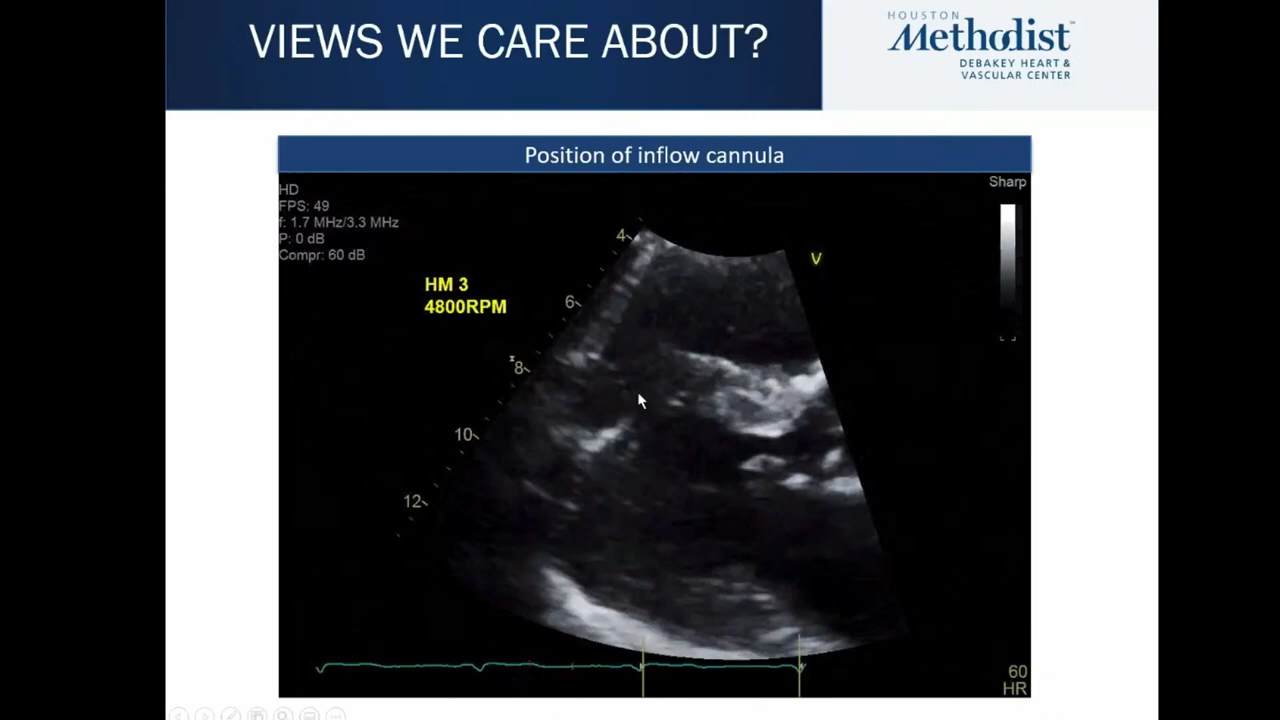 VIEWS WE CARE ABOUT?
HOUSTON
Methodist
DEBAKEY HEART &
VASCULAR CENTER
Position of inflow cannula
HD
FPS: 49
f: 1.7 MHz/3.3 MHz
P: 0 dB
Compr: 60 dB
Sharp
4
V
HM 3
4800RPM
6
8
10
12
60
HR